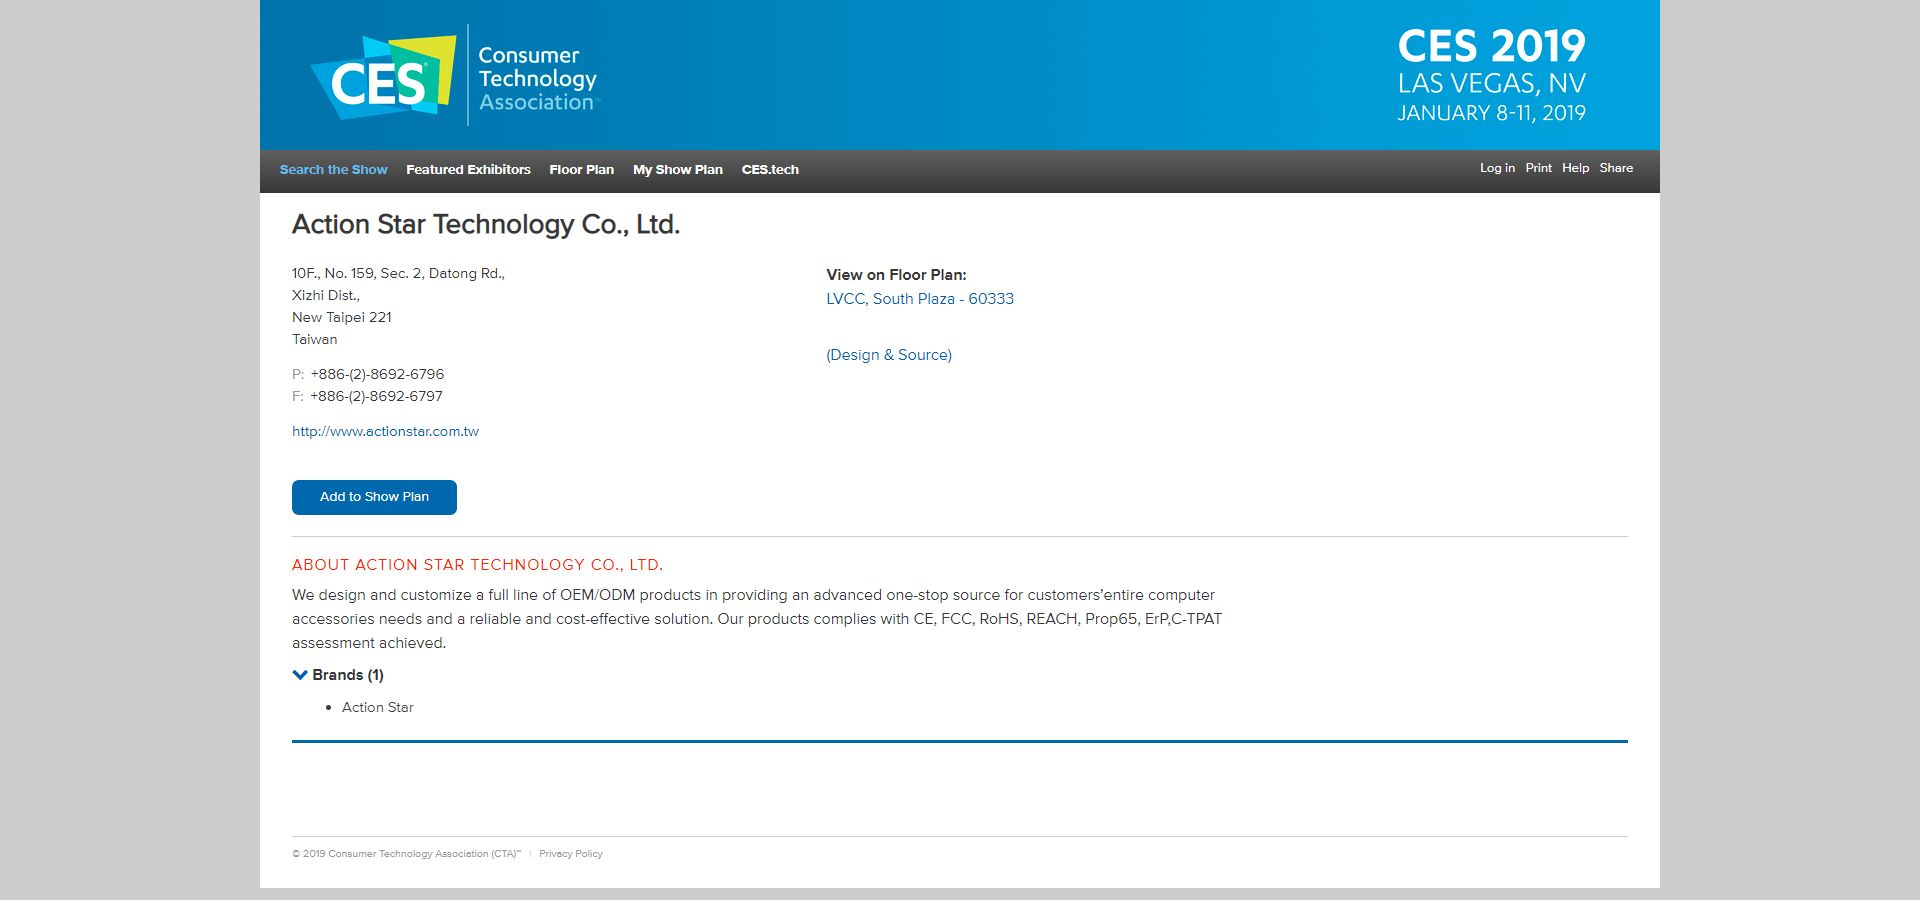 CES®
Consumer
Technology
Association™
CES 2019
LAS VEGAS, NV
JANUARY 8-11, 2019
Search the Show Featured Exhibitors Floor Plan My Show Plan CES.tech Log in Print Help Share
Action Star Technology Co., Ltd.
10F., No. 159, Sec. 2, Datong Rd.,
Xizhi Dist.,
New Taipei 221
Taiwan
P: +886-(2)-8692-6796
F: +886-(2)-8692-6797
http://www.actionstar.com.tw
View on Floor Plan:
LVCC, South Plaza - 60333
(Design & Source)
Add to Show Plan
ABOUT ACTION STAR TECHNOLOGY CO., LTD.
We design and customize a full line of OEM/ODM products in providing an advanced one-stop source for customers’entire computer
accessories needs and a reliable and cost-effective solution. Our products complies with CE, FCC, RoHS, REACH, Prop65, ErP,C-TPAT
assessment achieved.
Brands (1)
• Action Star
© 2019 Consumer Technology Association (CTA)™ | Privacy Policy